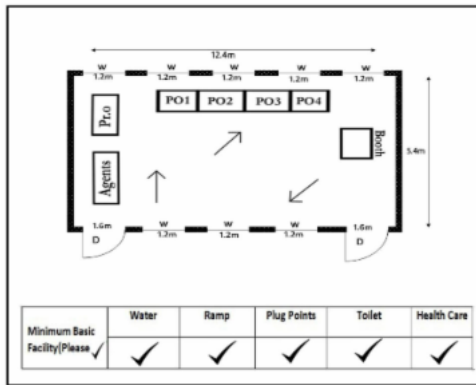 12.4m
W W W W W
1.2m 1.2m 1.2m 1.2m 1.2m
PO1 PO2 PO3 PO4
Pr.o
Booth
5.4m
Agents
1.6m W W W 1.6m
1.2m 1.2m 1.2m
D D
Water Ramp Plug Points Toilet Health Care
Minimum Basic
Facility(Please ✓ ✓ ✓ ✓ ✓ ✓